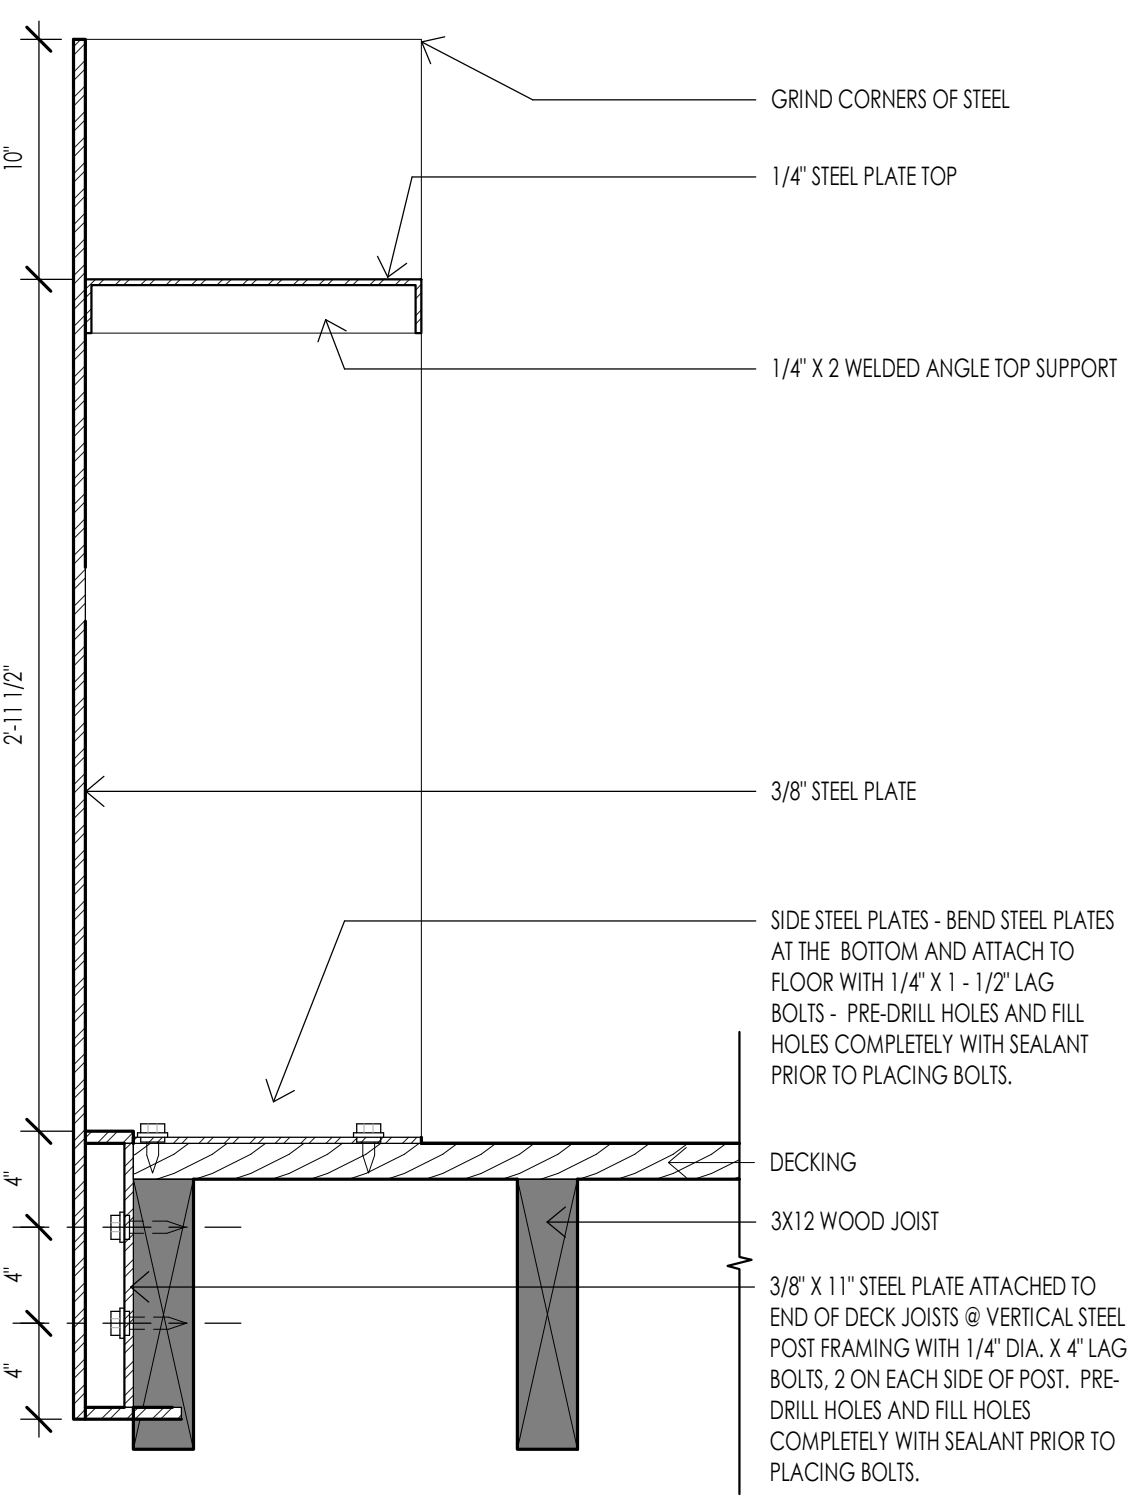 GRIND CORNERS OF STEEL
10"
1/4" STEEL PLATE TOP
1/4" X 2 WELDED ANGLE TOP SUPPORT
2'-11 1/2"
3/8" STEEL PLATE
SIDE STEEL PLATES - BEND STEEL PLATES
AT THE BOTTOM AND ATTACH TO
FLOOR WITH 1/4" X 1 - 1/2" LAG
BOLTS - PRE-DRILL HOLES AND FILL
HOLES COMPLETELY WITH SEALANT
PRIOR TO PLACING BOLTS.
DECKING
4"
3X12 WOOD JOIST
4"
3/8" X 11" STEEL PLATE ATTACHED TO
END OF DECK JOISTS @ VERTICAL STEEL
POST FRAMING WITH 1/4" DIA. X 4" LAG
BOLTS, 2 ON EACH SIDE OF POST. PRE-
DRILL HOLES AND FILL HOLES
COMPLETELY WITH SEALANT PRIOR TO
PLACING BOLTS.
4"